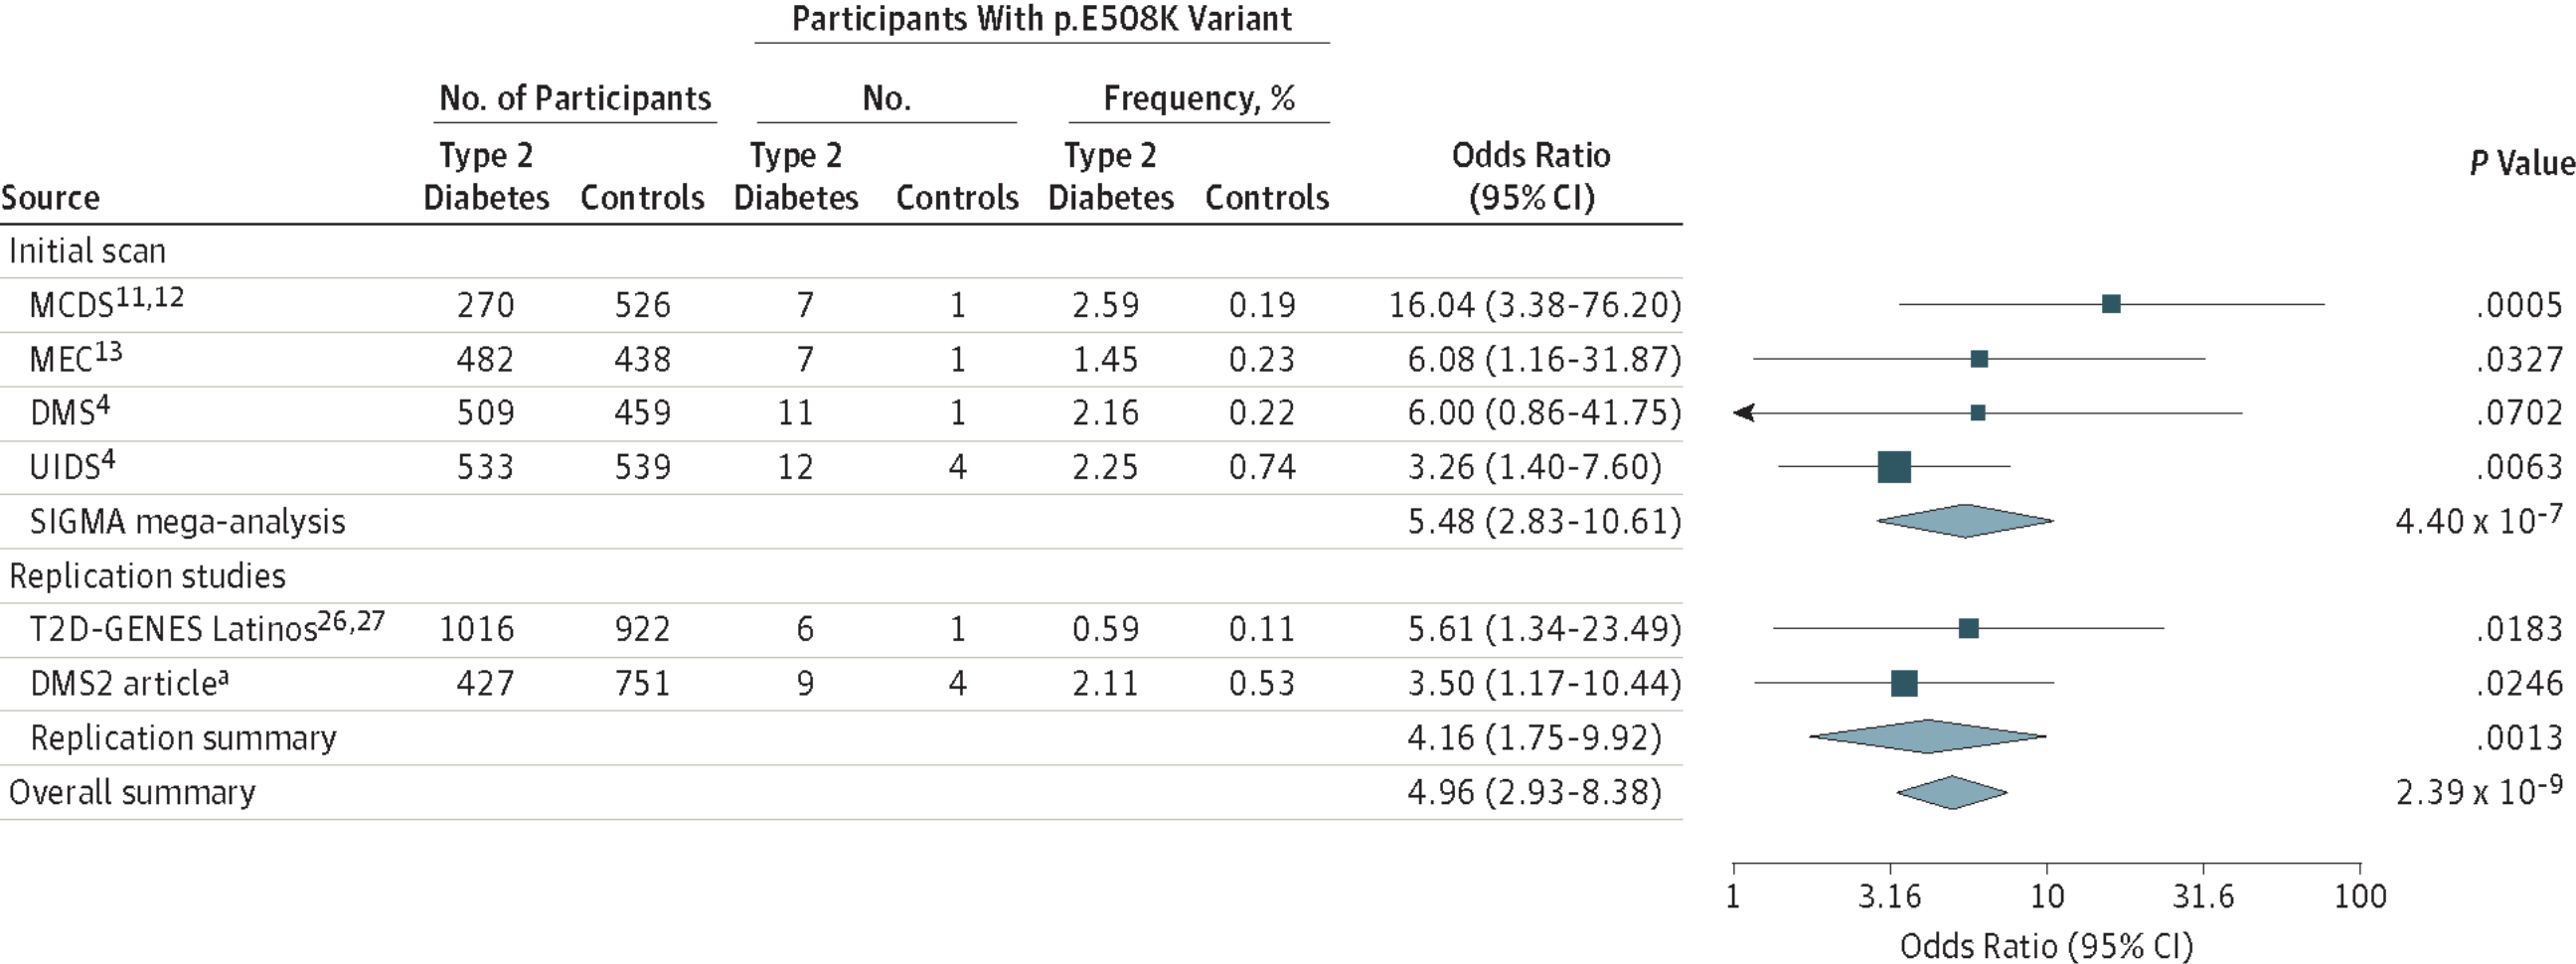 Participants With p.E508K Variant
No. of Participants No. Frequency, %
Type 2 Type 2 Type 2 Odds Ratio P Value
Source Diabetes Controls Diabetes Controls Diabetes Controls (95% CI)
Initial scan
MCDS11,12 270 526 7 1 2.59 0.19 16.04 (3.38-76.20) .0005
MEC13 482 438 7 1 1.45 0.23 6.08 (1.16-31.87) .0327
DMS4 509 459 11 1 2.16 0.22 6.00 (0.86-41.75) .0702
UIDS4 533 539 12 4 2.25 0.74 3.26 (1.40-7.60) .0063
SIGMA mega-analysis 5.48 (2.83-10.61) 4.40 x 10-7
Replication studies
T2D-GENES Latinos26,27 1016 922 6 1 0.59 0.11 5.61 (1.34-23.49) .0183
DMS2 articlea 427 751 9 4 2.11 0.53 3.50 (1.17-10.44) .0246
Replication summary 4.16 (1.75-9.92) .0013
Overall summary 4.96 (2.93-8.38) 2.39 x 10-9
1 3.16 10 31.6 100
Odds Ratio (95% CI)